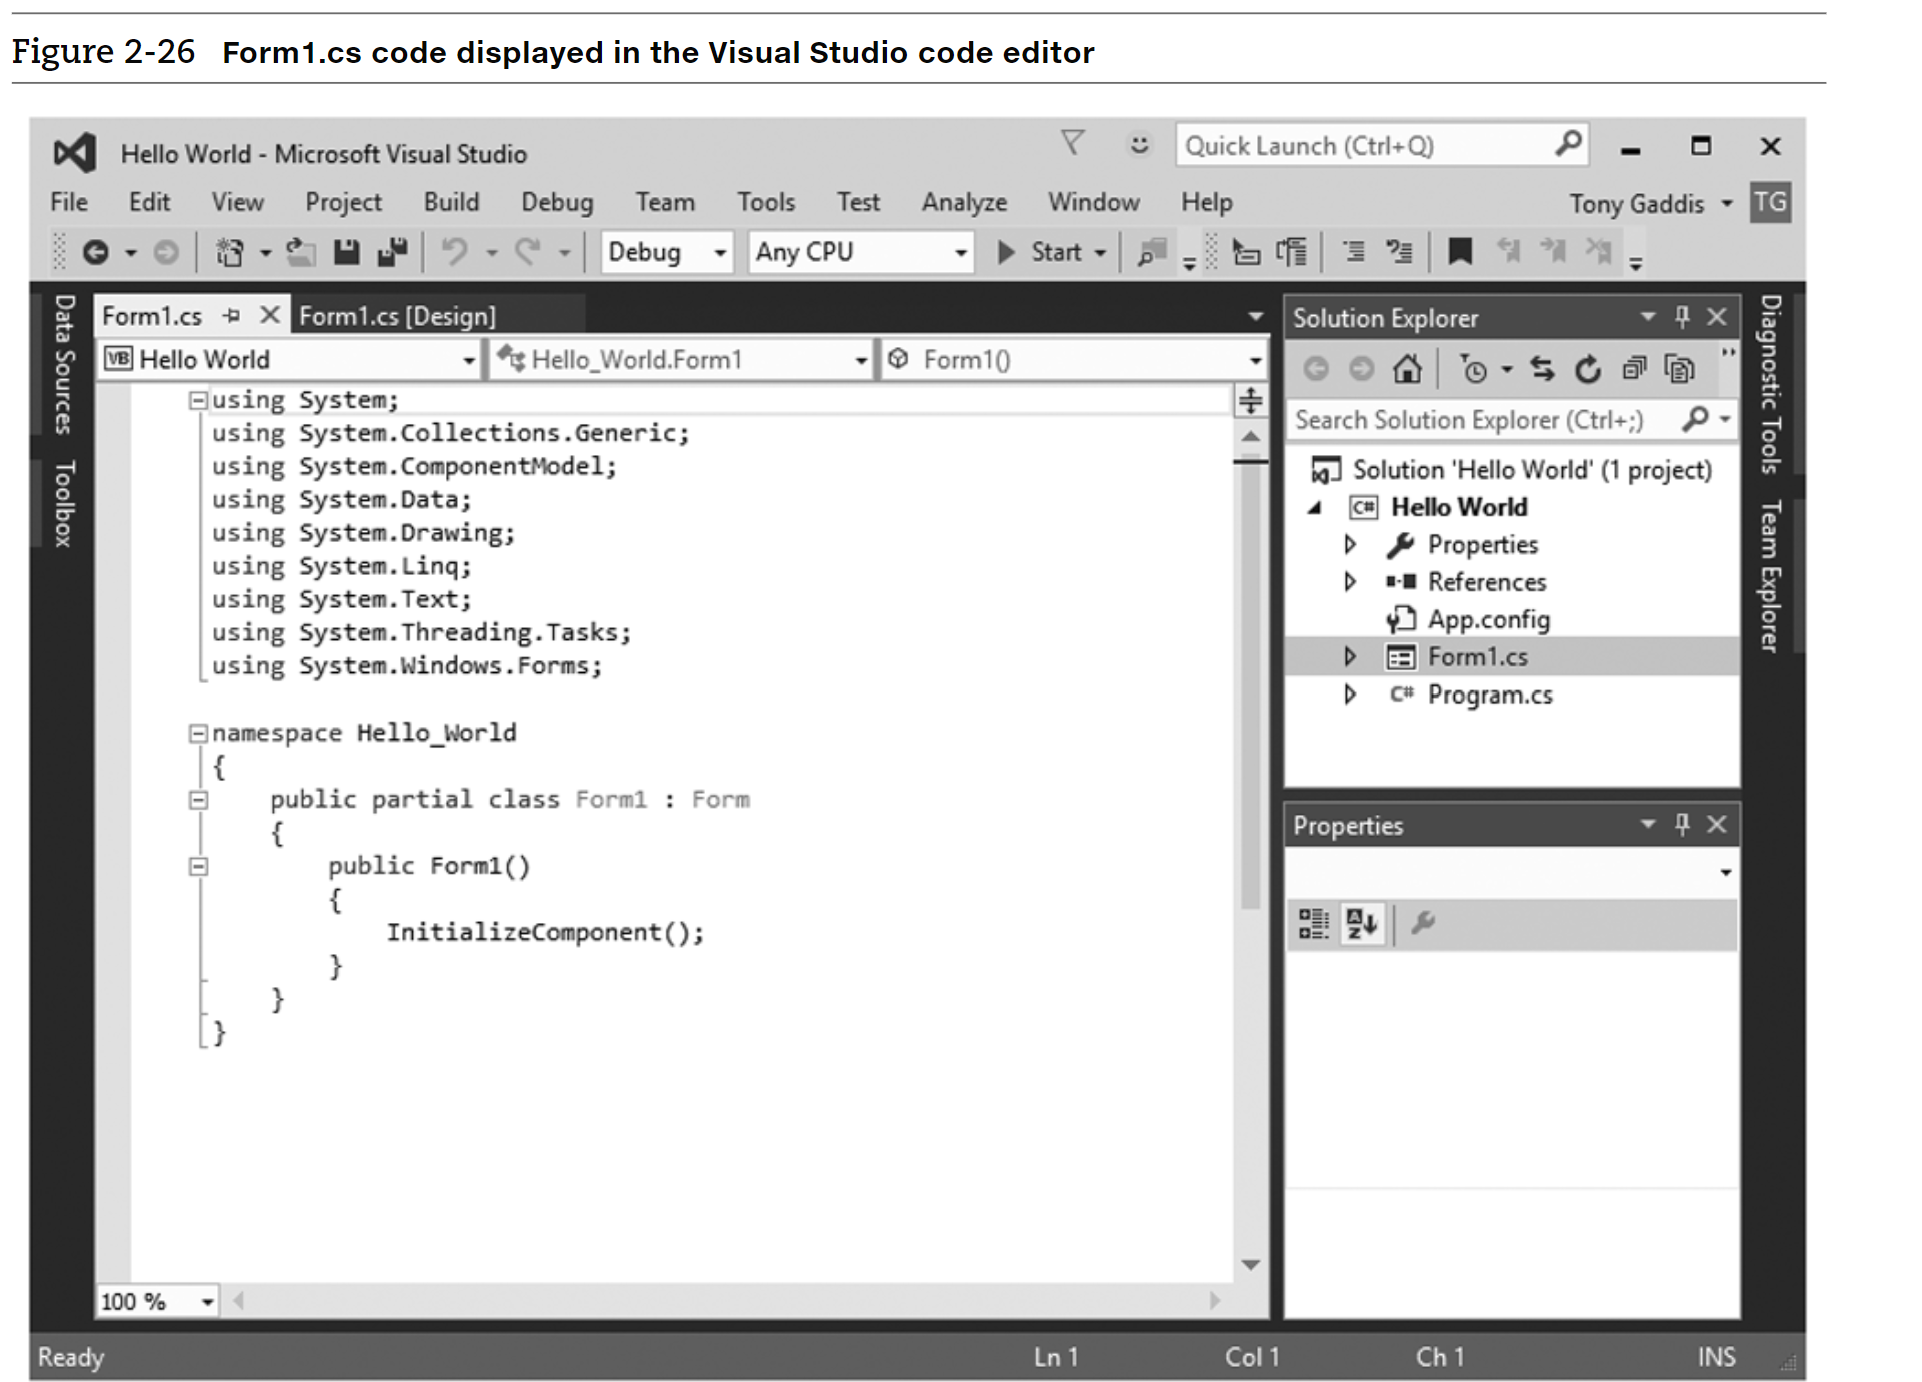 Figure 2-26 Form1.cs code displayed in the Visual Studio code editor
Hello World - Microsoft Visual Studio
Quick Launch (Ctrl+Q)
File Edit View Project Build Debug Team Tools Test Analyze Window Help
Tony Gaddis TG
Debug Any CPU Start
Data Sources
Toolbox
Form1.cs Form1.cs [Design]
VB Hello World Hello_World.Form1 Form1()
using System;
using System.Collections.Generic;
using System.ComponentModel;
using System.Data;
using System.Drawing;
using System.Linq;
using System.Text;
using System.Threading.Tasks;
using System.Windows.Forms;
namespace Hello_World
{
    public partial class Form1 : Form
    {
        public Form1()
        {
            InitializeComponent();
        }
    }
}
100 %
Solution Explorer
Search Solution Explorer (Ctrl+;)
Solution 'Hello World' (1 project)
C# Hello World
Properties
References
App.config
Form1.cs
C# Program.cs
Properties
Diagnostic Tools
Team Explorer
Ready Ln 1 Col 1 Ch 1 INS